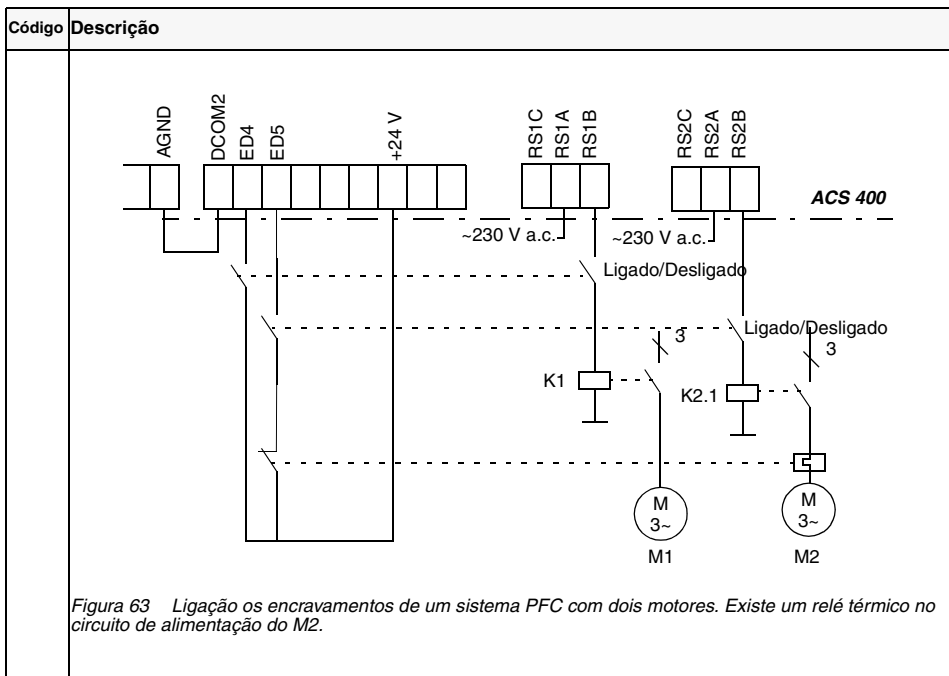 Código Descrição
AGND
DCOM2
ED4
ED5
+24 V
RS1C
RS1A
RS1B
RS2C
RS2A
RS2B
ACS 400
~230 V a.c.
~230 V a.c.
Ligado/Desligado
Ligado/Desligado
3
3
K1
K2.1
M
3~
M1
M
3~
M2
Figura 63 Ligação os encravamentos de um sistema PFC com dois motores. Existe um relé térmico no
circuito de alimentação do M2.